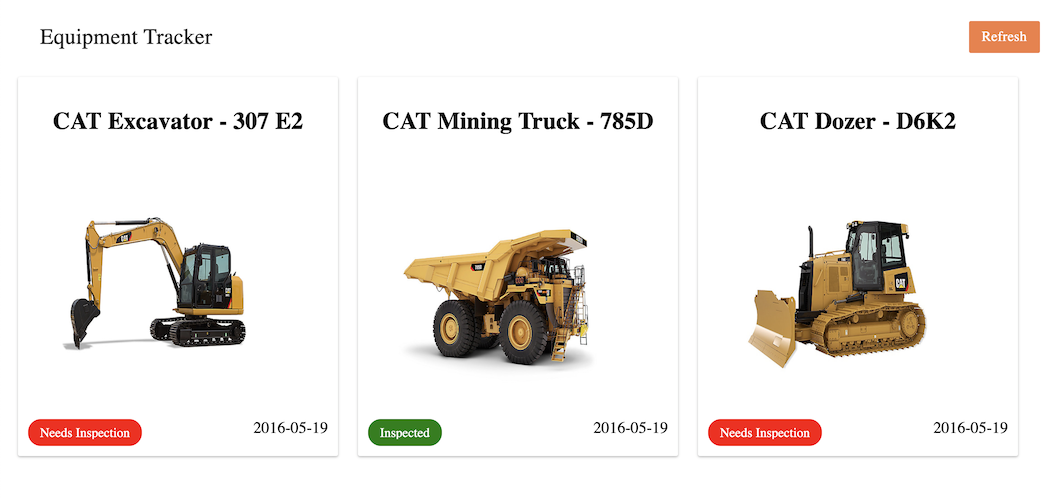 Equipment Tracker
Refresh
CAT Excavator - 307 E2
CAT Mining Truck - 785D
CAT Dozer - D6K2
CAT
Needs Inspection
2016-05-19
Inspected
2016-05-19
Needs Inspection
2016-05-19